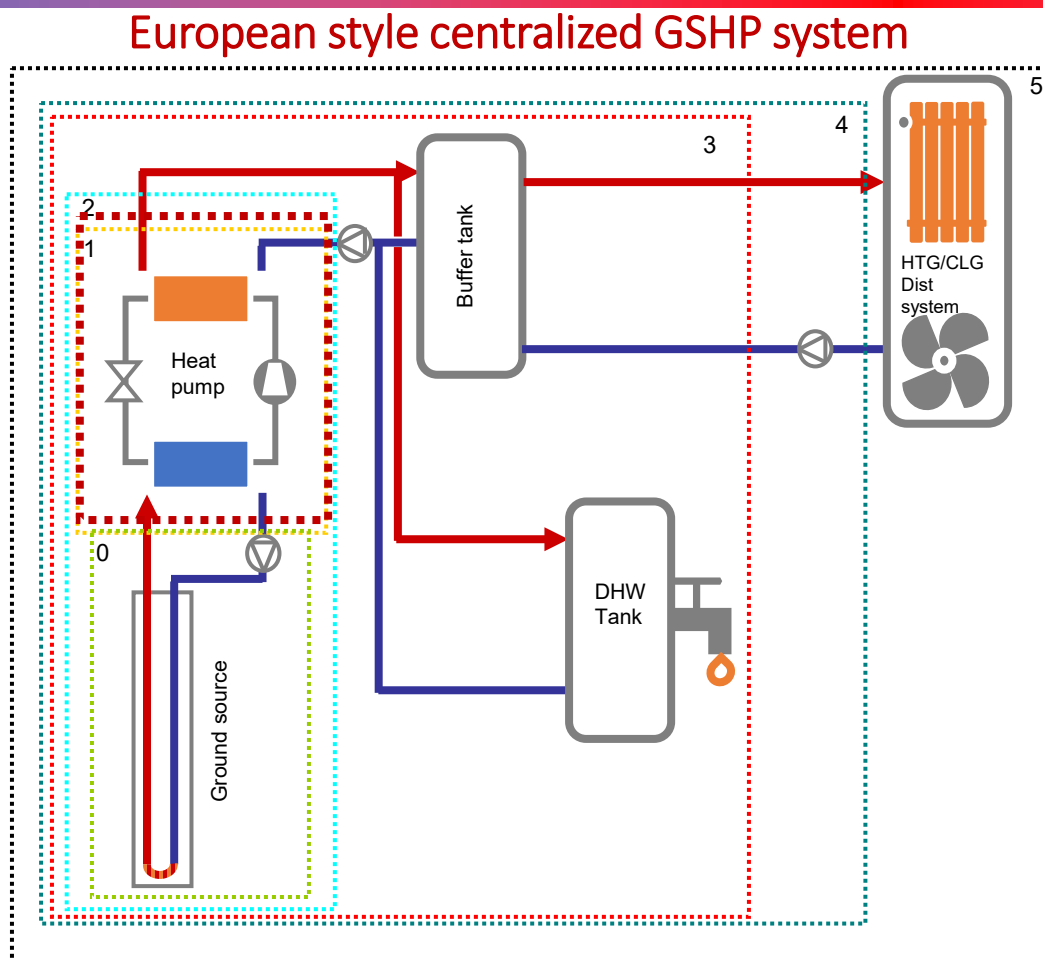 European style centralized GSHP system
5
4
3
2
1
Buffer tank
HTG/CLG
Dist
system
Heat
pump
0
DHW
Tank
Ground source